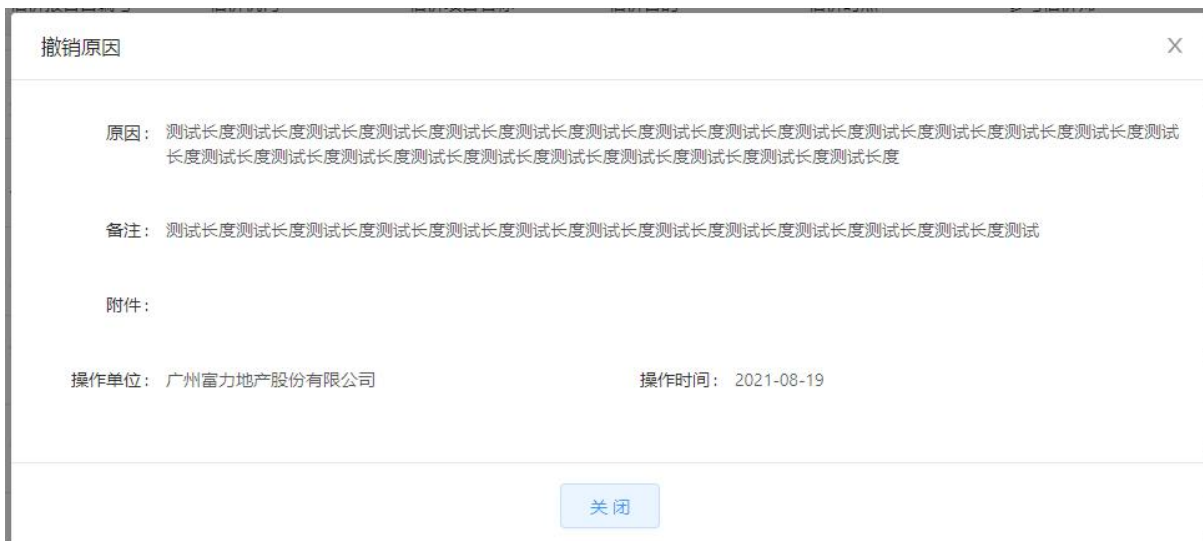 撤销原因 X
原因： 测试长度测试长度测试长度测试长度测试长度测试长度测试长度测试长度测试长度测试长度测试长度测试长度测试长度测试长度测试
长度测试长度测试长度测试长度测试长度测试长度测试长度测试长度测试长度测试长度测试长度
备注： 测试长度测试长度测试长度测试长度测试长度测试长度测试长度测试长度测试长度测试长度测试长度测试长度测试
附件：
操作单位： 广州富力地产股份有限公司 操作时间： 2021-08-19
关闭